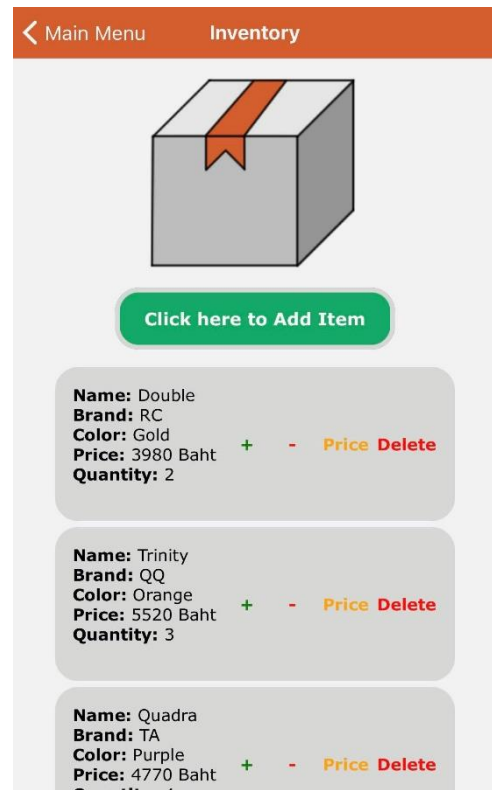 Main Menu Inventory
Click here to Add Item
Name: Double
Brand: RC
Color: Gold
Price: 3980 Baht
Quantity: 2
+ - Price Delete
Name: Trinity
Brand: QQ
Color: Orange
Price: 5520 Baht
Quantity: 3
+ - Price Delete
Name: Quadra
Brand: TA
Color: Purple
Price: 4770 Baht
+ - Price Delete